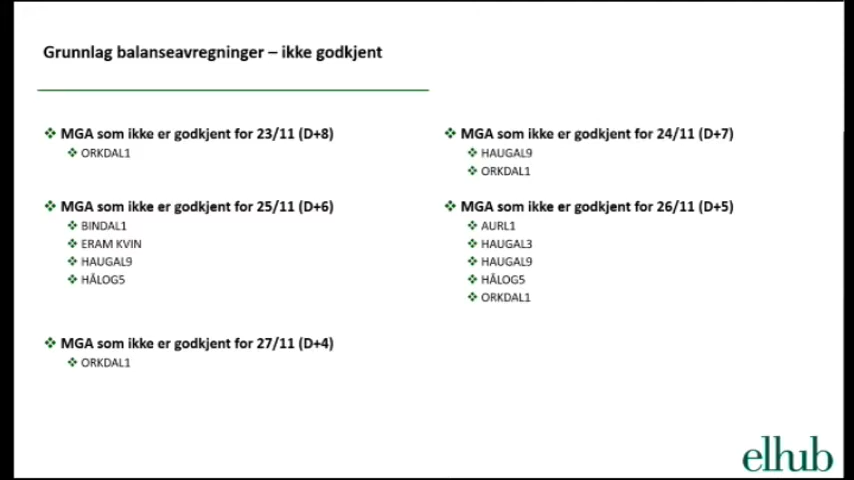 Grunnlag balanseavregninger – ikke godkjent
MGA som ikke er godkjent for 23/11 (D+8)
ORKDAL1
MGA som ikke er godkjent for 24/11 (D+7)
HAUGAL9
ORKDAL1
MGA som ikke er godkjent for 25/11 (D+6)
BINDAL1
ERAM KVIN
HAUGAL9
HÅLOG5
MGA som ikke er godkjent for 26/11 (D+5)
AURL1
HAUGAL3
HAUGAL9
HÅLOG5
ORKDAL1
MGA som ikke er godkjent for 27/11 (D+4)
ORKDAL1
elhub